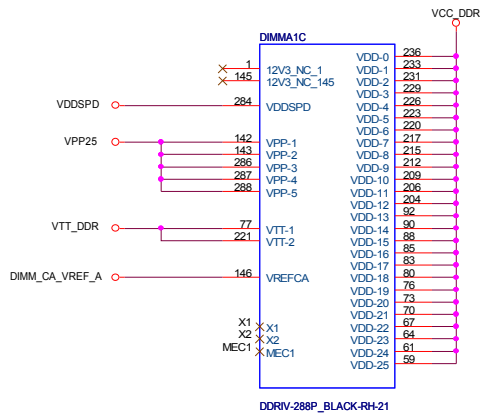 VCC_DDR
DIMMA1C
1 12V3_NC_1
145 12V3_NC_145
VDDSPD 284 VDDSPD
VPP25 142 VPP-1
143 VPP-2
286 VPP-3
287 VPP-4
288 VPP-5
VTT_DDR 77 VTT-1
221 VTT-2
DIMM_CA_VREF_A 146 VREFCA
X1 X1
X2 X2
MEC1 MEC1
VDD-0 236
VDD-1 233
VDD-2 231
VDD-3 229
VDD-4 226
VDD-5 223
VDD-6 220
VDD-7 217
VDD-8 215
VDD-9 212
VDD-10 209
VDD-11 206
VDD-12 204
VDD-13 92
VDD-14 90
VDD-15 88
VDD-16 85
VDD-17 83
VDD-18 80
VDD-19 76
VDD-20 73
VDD-21 70
VDD-22 67
VDD-23 64
VDD-24 61
VDD-25 59
DDRIV-288P_BLACK-RH-21